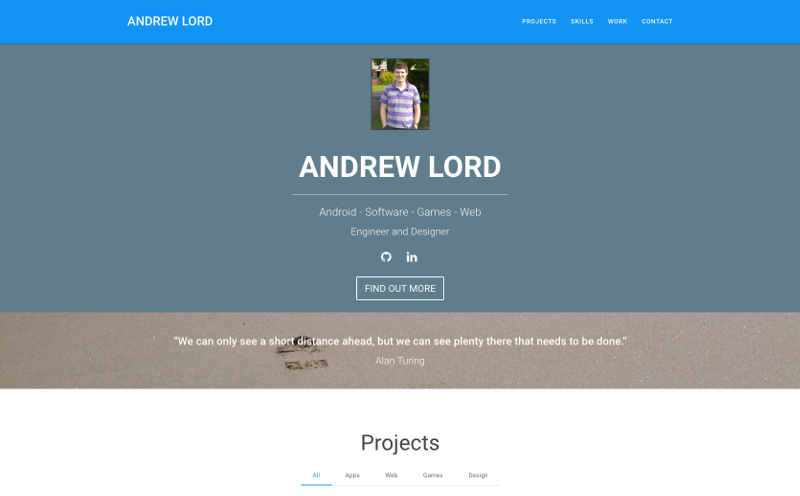 ANDREW LORD
PROJECTS SKILLS WORK CONTACT
ANDREW LORD
Android - Software - Games - Web
Engineer and Designer
in
FIND OUT MORE
"We can only see a short distance ahead, but we can see plenty there that needs to be done."
Alan Turing
Projects
All Apps Web Games Design